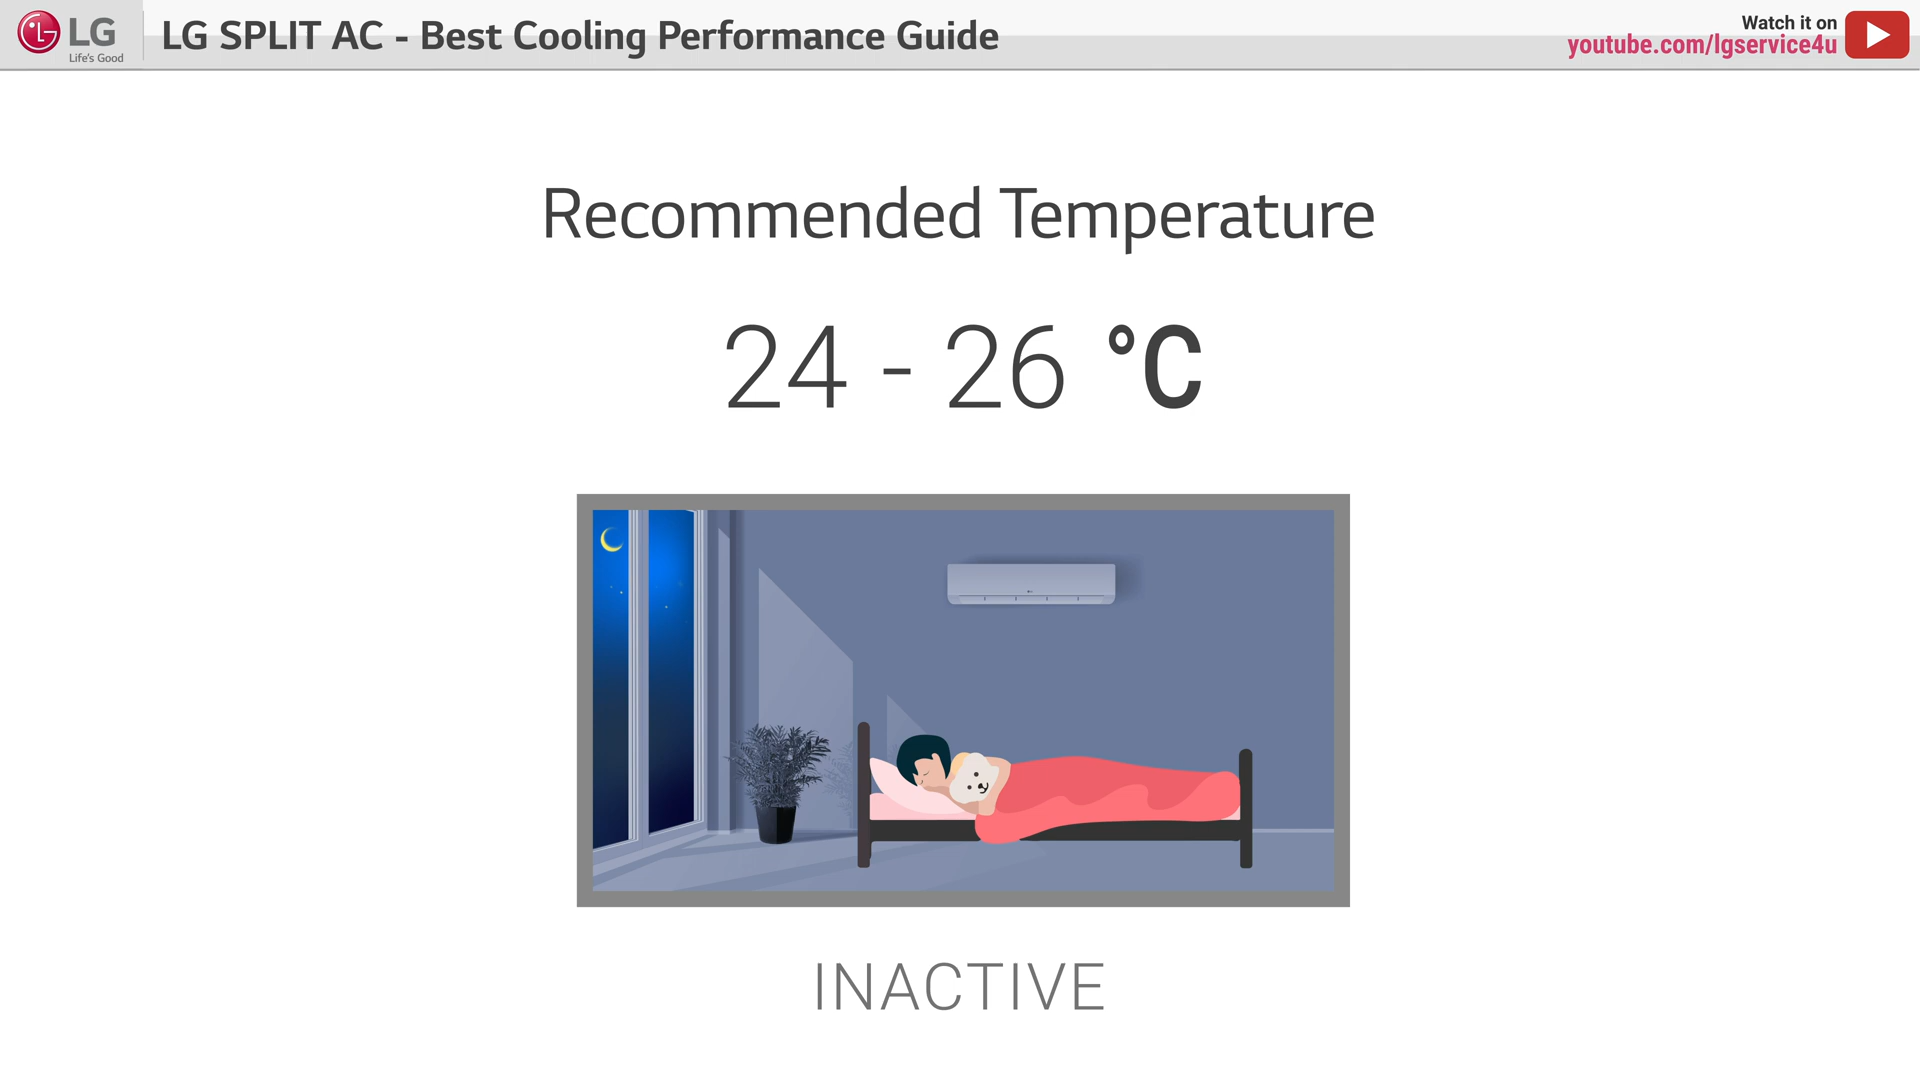 LG
Life's Good
LG SPLIT AC - Best Cooling Performance Guide
Watch it on
youtube.com/lgservice4u
Recommended Temperature
24 - 26 °C
INACTIVE